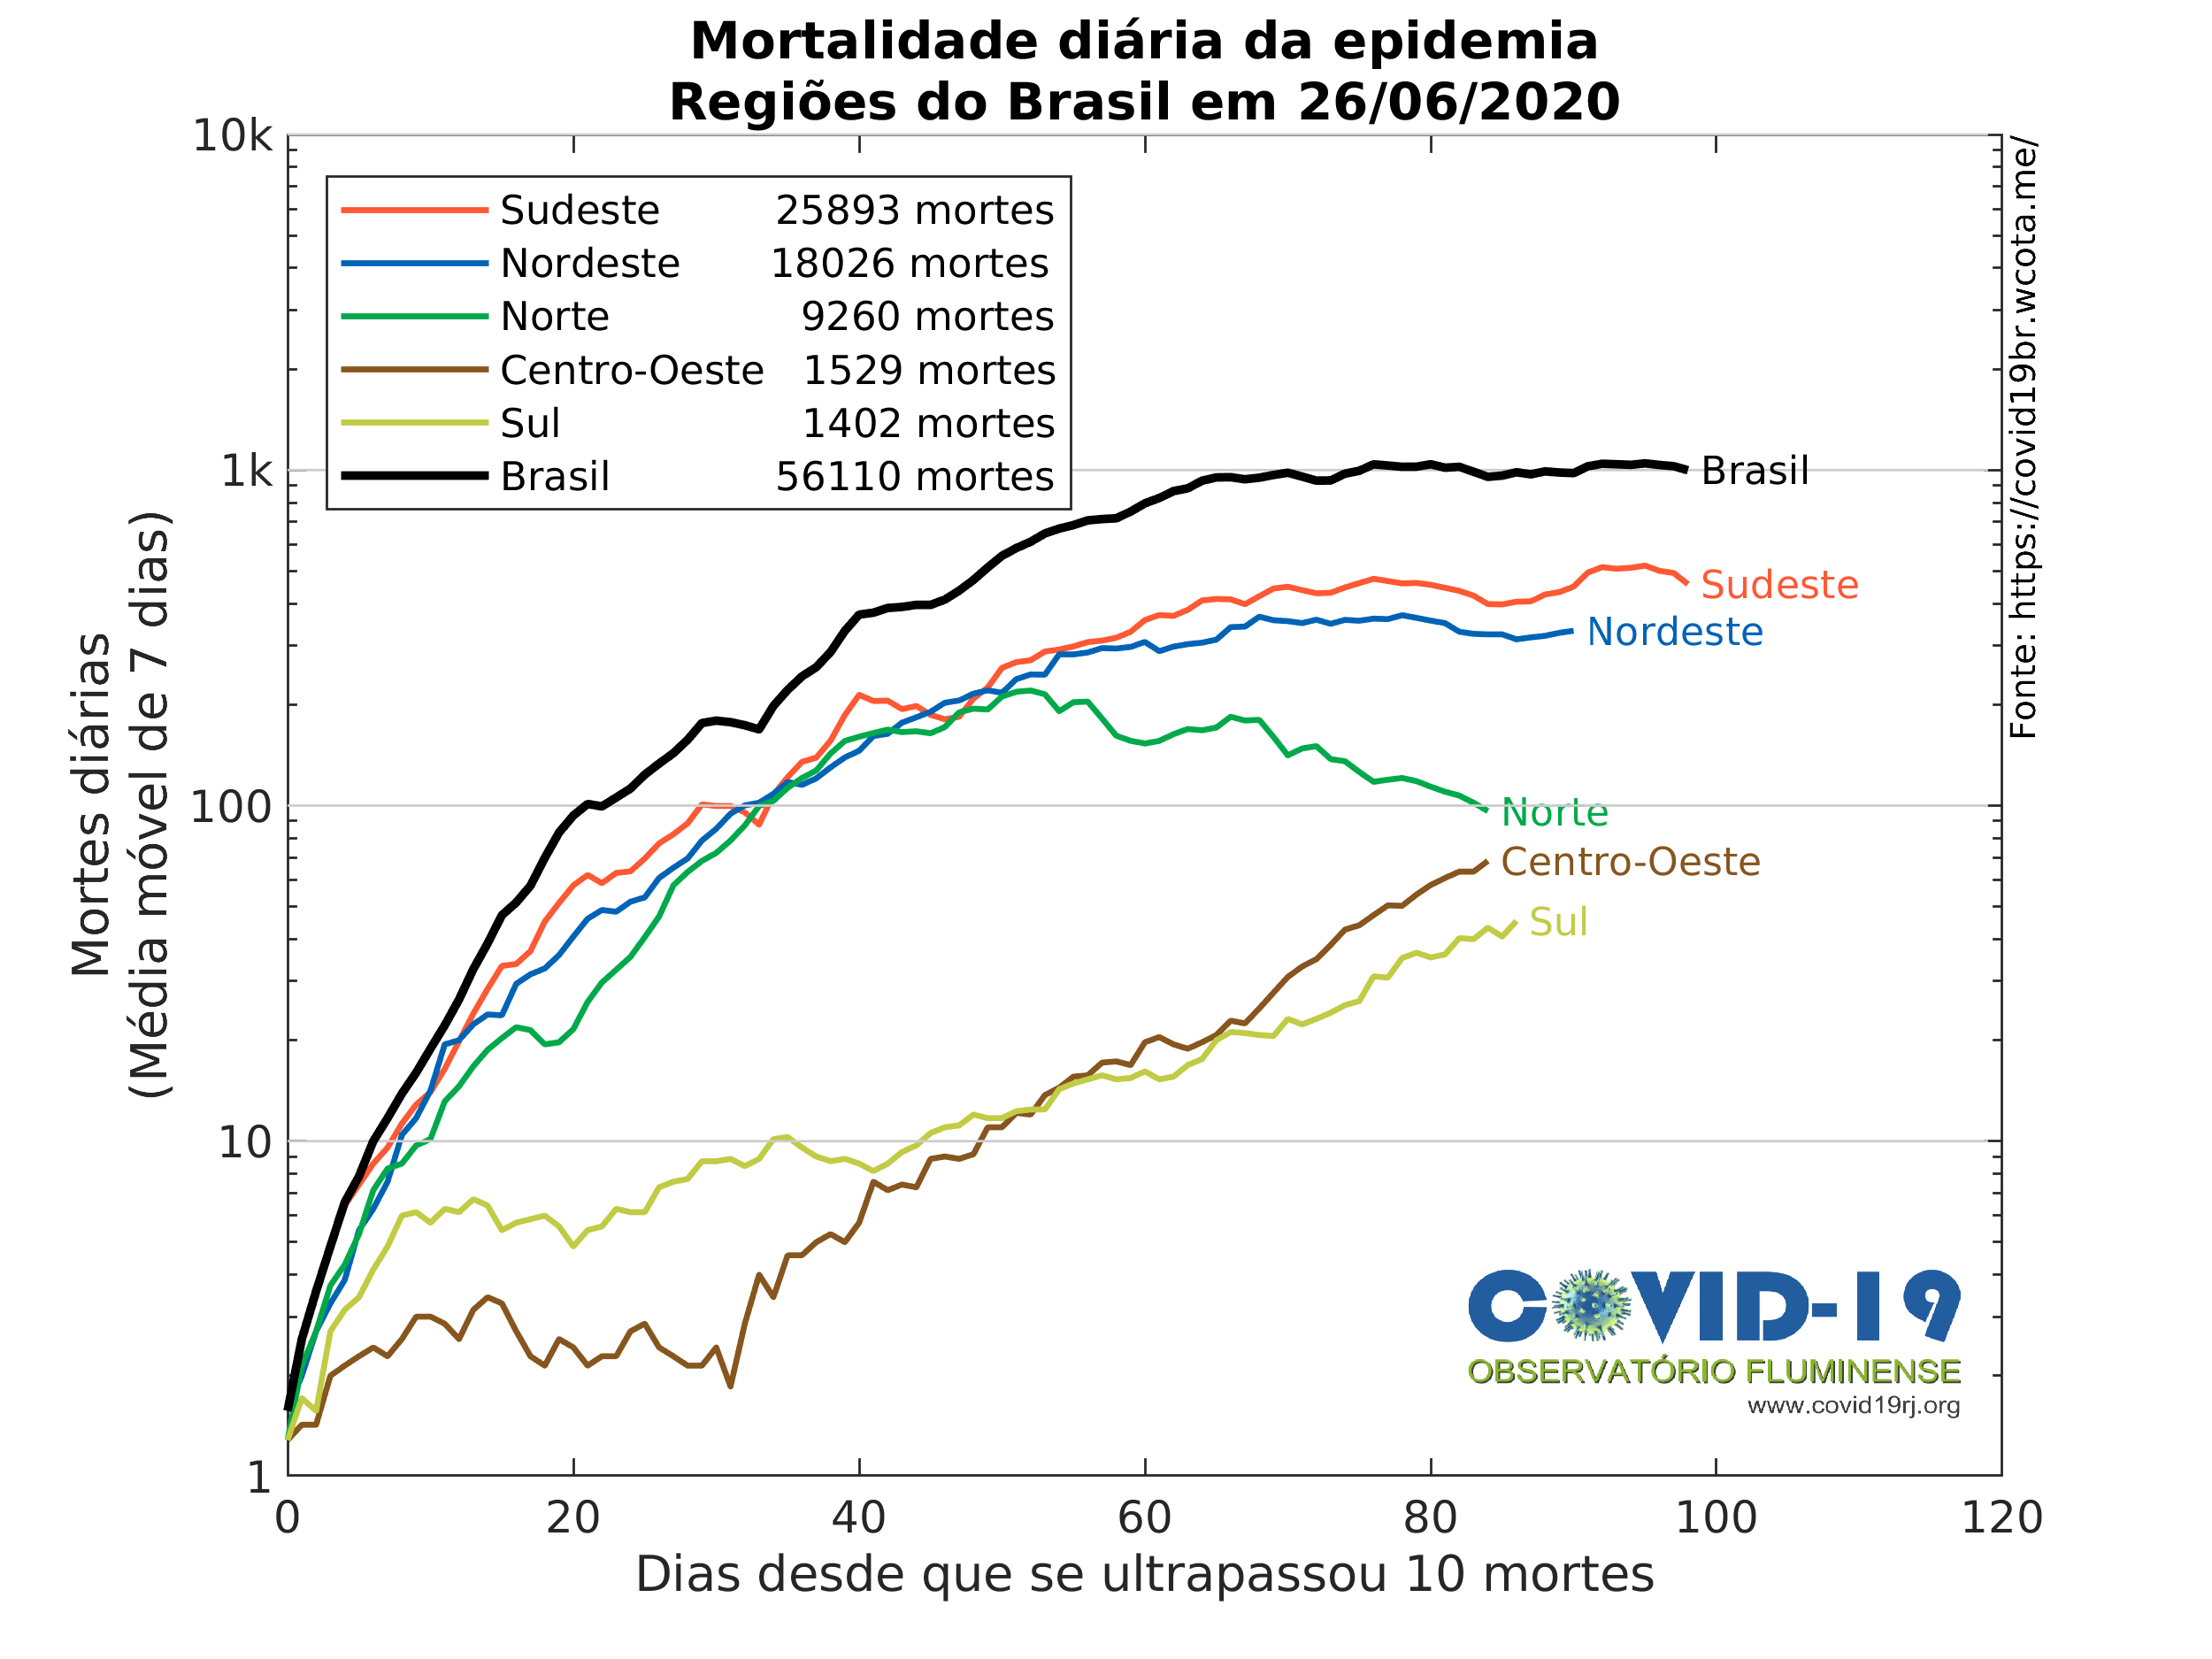 Mortalidade diária da epidemia
Regiões do Brasil em 26/06/2020
10k
1k
100
10
1
Mortes diárias
(Média móvel de 7 dias)
Sudeste 25893 mortes
Nordeste 18026 mortes
Norte 9260 mortes
Centro-Oeste 1529 mortes
Sul 1402 mortes
Brasil 56110 mortes
Brasil
Sudeste
Nordeste
Norte
Centro-Oeste
Sul
Fonte: https://covid19br.wcota.me/
COVID-19
OBSERVATÓRIO FLUMINENSE
www.covid19rj.org
0 20 40 60 80 100 120
Dias desde que se ultrapassou 10 mortes